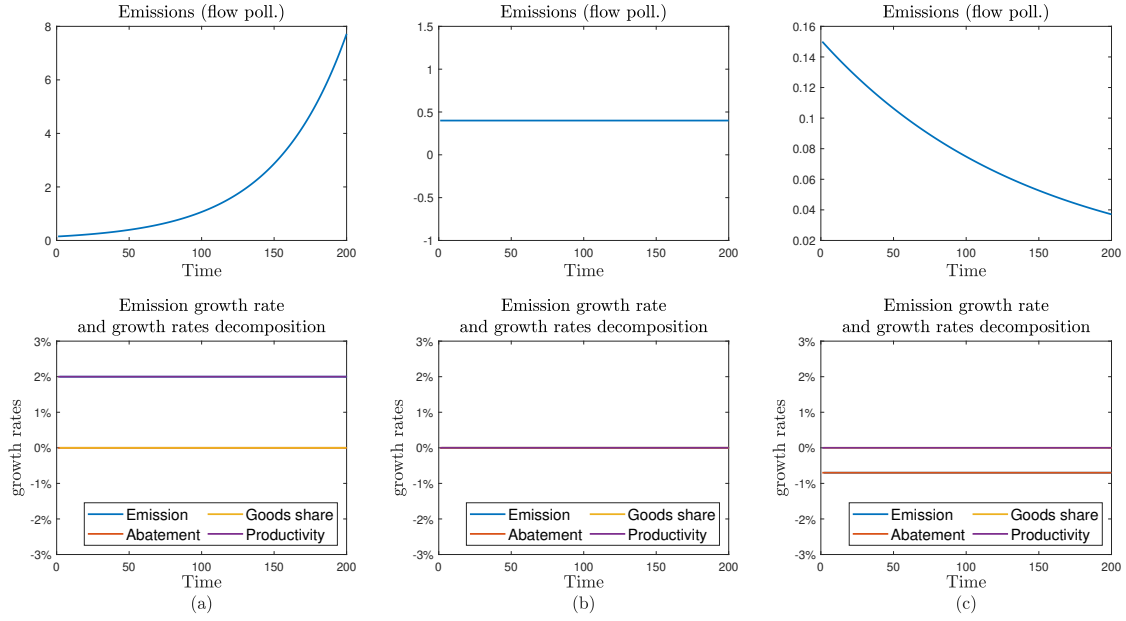 Emissions (flow poll.)
8
6
4
2
0
0
50
100
150
200
Time
Emissions (flow poll.)
1.5
1
0.5
0
-0.5
-1
0
50
100
150
200
Time
Emissions (flow poll.)
0.16
0.14
0.12
0.1
0.08
0.06
0.04
0.02
0
50
100
150
200
Time
Emission growth rate
and growth rates decomposition
growth rates
3%
2%
1%
0%
-1%
-2%
-3%
Emission
Goods share
Abatement
Productivity
0
50
100
150
200
Time
(a)
Emission growth rate
and growth rates decomposition
growth rates
3%
2%
1%
0%
-1%
-2%
-3%
Emission
Goods share
Abatement
Productivity
0
50
100
150
200
Time
(b)
Emission growth rate
and growth rates decomposition
growth rates
3%
2%
1%
0%
-1%
-2%
-3%
Emission
Goods share
Abatement
Productivity
0
50
100
150
200
Time
(c)